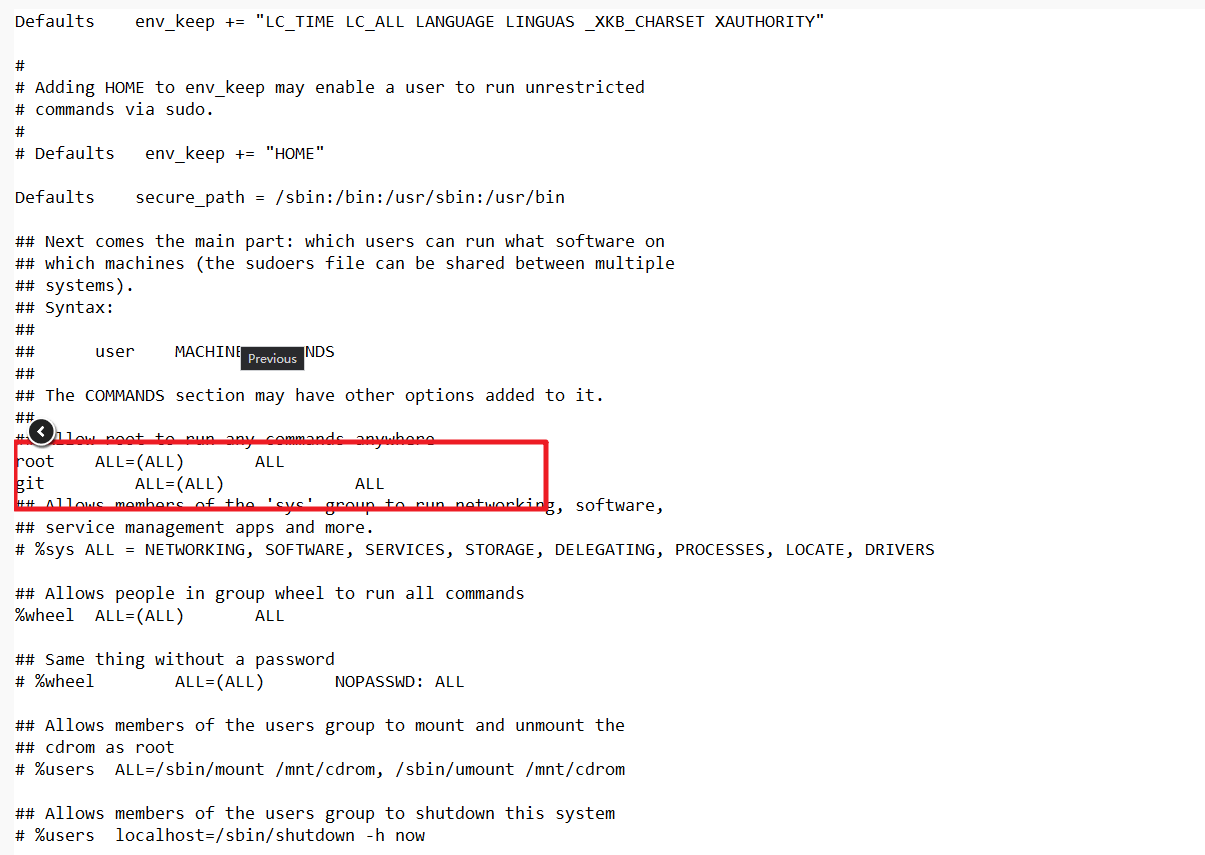 Defaults    env_keep += "LC_TIME LC_ALL LANGUAGE LINGUAS _XKB_CHARSET XAUTHORITY"
#
# Adding HOME to env_keep may enable a user to run unrestricted
# commands via sudo.
#
# Defaults   env_keep += "HOME"
Defaults    secure_path = /sbin:/bin:/usr/sbin:/usr/bin
## Next comes the main part: which users can run what software on
## which machines (the sudoers file can be shared between multiple
## systems).
## Syntax:
##
##      user    MACHINE NDS
Previous
##
## The COMMANDS section may have other options added to it.
##
## Allow root to run any commands anywhere
root    ALL=(ALL)       ALL
git         ALL=(ALL)             ALL
## Allows members of the 'sys' group to run networking, software,
## service management apps and more.
# %sys ALL = NETWORKING, SOFTWARE, SERVICES, STORAGE, DELEGATING, PROCESSES, LOCATE, DRIVERS
## Allows people in group wheel to run all commands
%wheel  ALL=(ALL)       ALL
## Same thing without a password
# %wheel        ALL=(ALL)       NOPASSWD: ALL
## Allows members of the users group to mount and unmount the
## cdrom as root
# %users  ALL=/sbin/mount /mnt/cdrom, /sbin/umount /mnt/cdrom
## Allows members of the users group to shutdown this system
# %users  localhost=/sbin/shutdown -h now